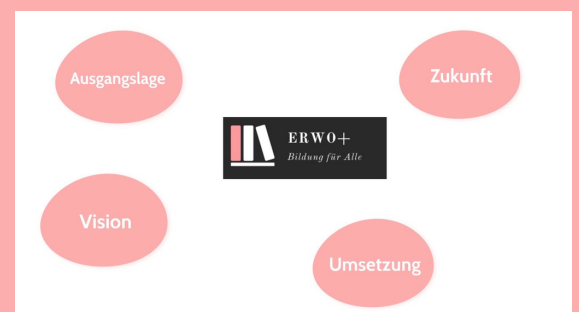 Ausgangslage
Zukunft
ERWO+
Bildung für Alle
Vision
Umsetzung